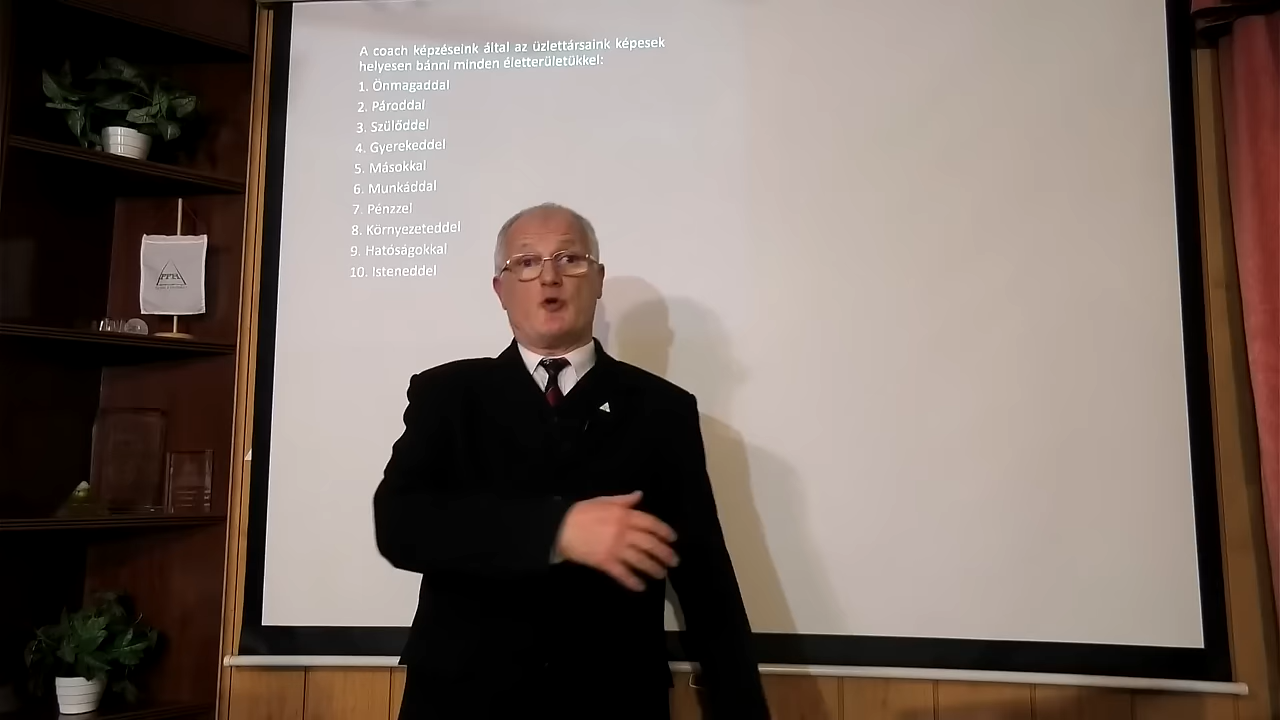 A coach képzéseink által az üzlettársaink képesek
helyesen bánni minden életterületükkel:
1. Önmagaddal
2. Pároddal
3. Szülőddel
4. Gyerekeddel
5. Másokkal
6. Munkáddal
7. Pénzzel
8. Környezeteddel
9. Hatóságokkal
10. Isteneddel